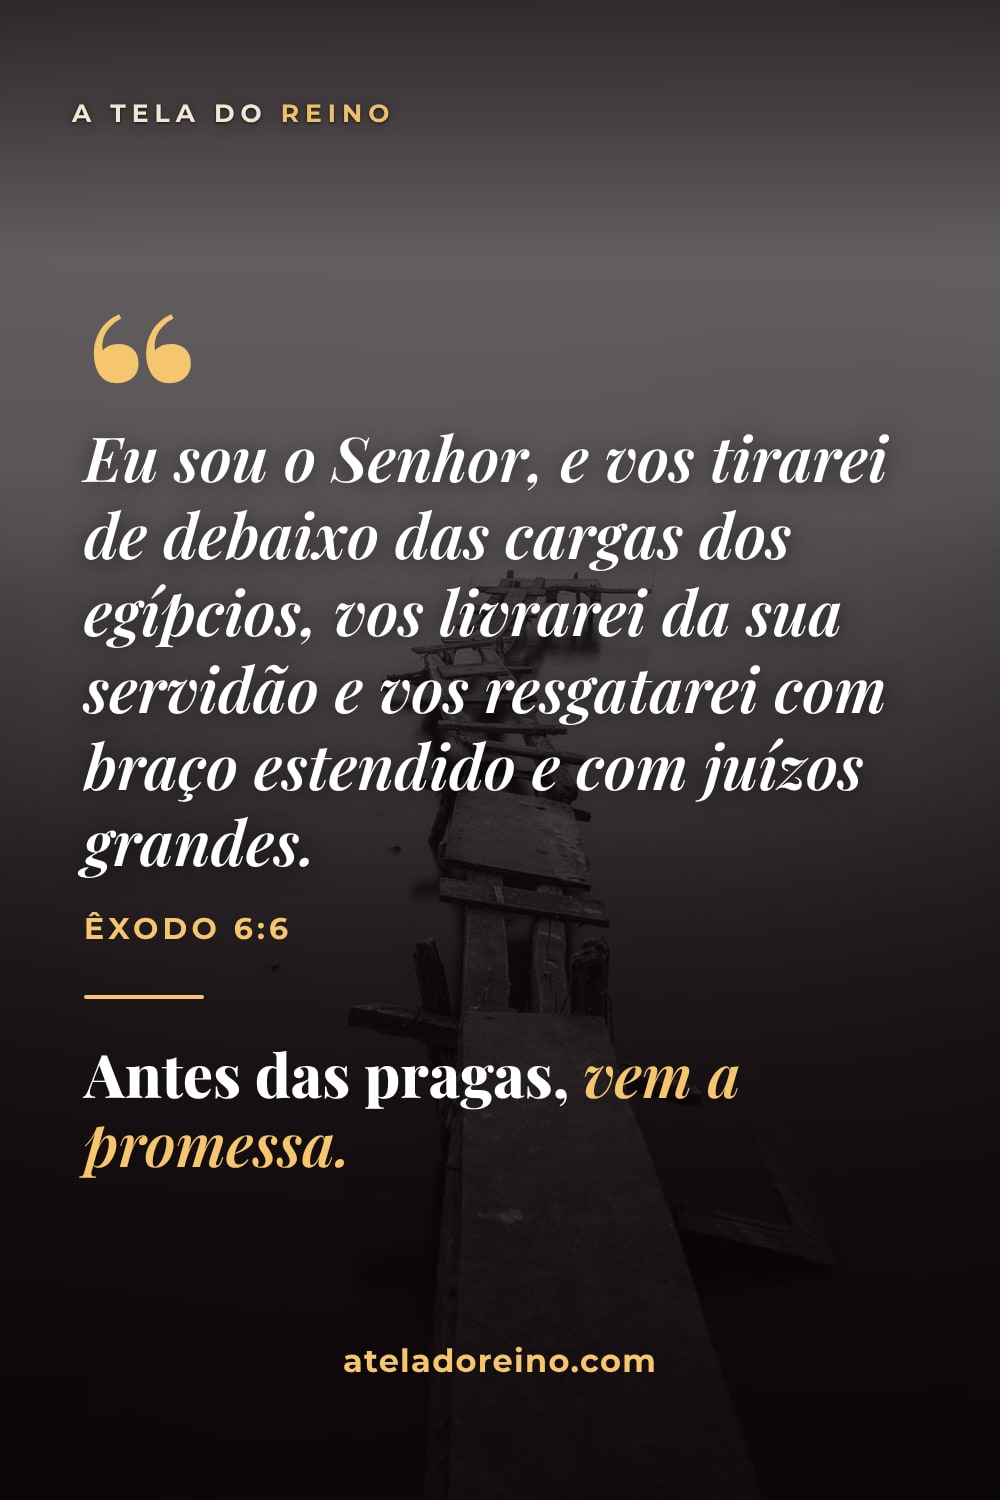 A TELA DO REINO
“
Eu sou o Senhor, e vos tirarei
de debaixo das cargas dos
egípcios, vos livrarei da sua
servidão e vos resgatarei com
braço estendido e com juízos
grandes.
ÊXODO 6:6
Antes das pragas, vem a
promessa.
ateladoreino.com